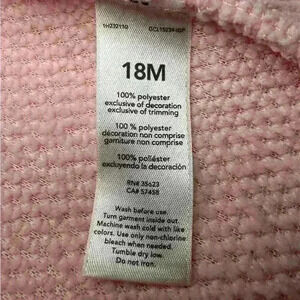 1H232110
18M
100% polyester
exclusive of decoration
exclusive of trimming
100 % polyester
décoration non comprise
garniture non comprise
100% poliéster
excluyendo la decoración
RN# 35623
CA# 57458
Wash before use.
Turn garment inside out.
Machine wash cold with like
colors. Use only non-chlorine
bleach when needed.
Tumble dry low.
Do not iron.